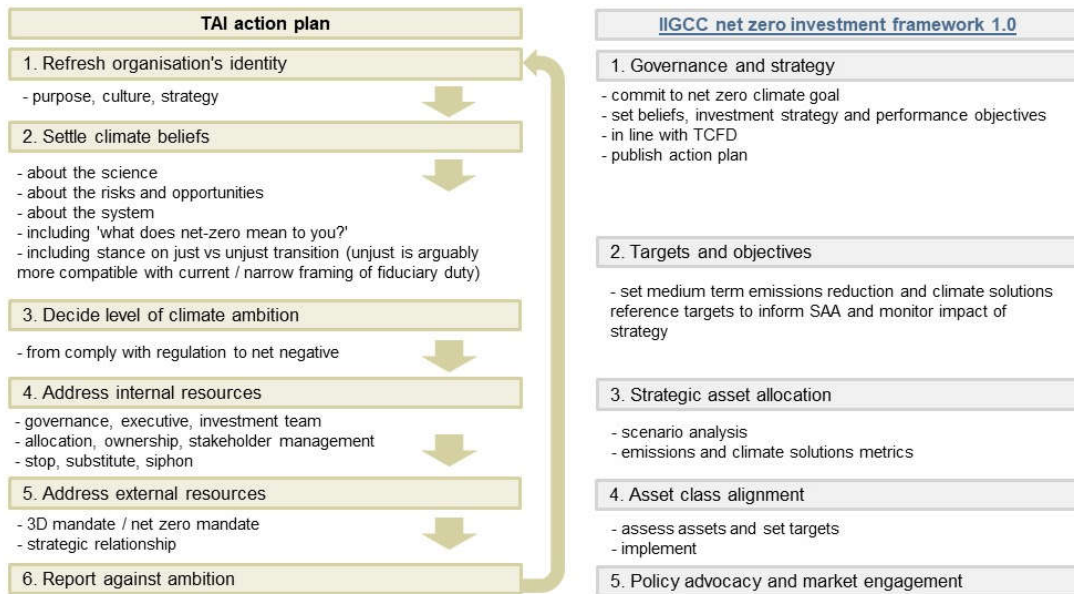 TAI action plan
1. Refresh organisation's identity
- purpose, culture, strategy
2. Settle climate beliefs
- about the science
- about the risks and opportunities
- about the system
- including 'what does net-zero mean to you?'
- including stance on just vs unjust transition (unjust is arguably
more compatible with current / narrow framing of fiduciary duty)
3. Decide level of climate ambition
- from comply with regulation to net negative
4. Address internal resources
- governance, executive, investment team
- allocation, ownership, stakeholder management
- stop, substitute, siphon
5. Address external resources
- 3D mandate / net zero mandate
- strategic relationship
6. Report against ambition
IIGCC net zero investment framework 1.0
1. Governance and strategy
- commit to net zero climate goal
- set beliefs, investment strategy and performance objectives
- in line with TCFD
- publish action plan
2. Targets and objectives
- set medium term emissions reduction and climate solutions
reference targets to inform SAA and monitor impact of
strategy
3. Strategic asset allocation
- scenario analysis
- emissions and climate solutions metrics
4. Asset class alignment
- assess assets and set targets
- implement
5. Policy advocacy and market engagement